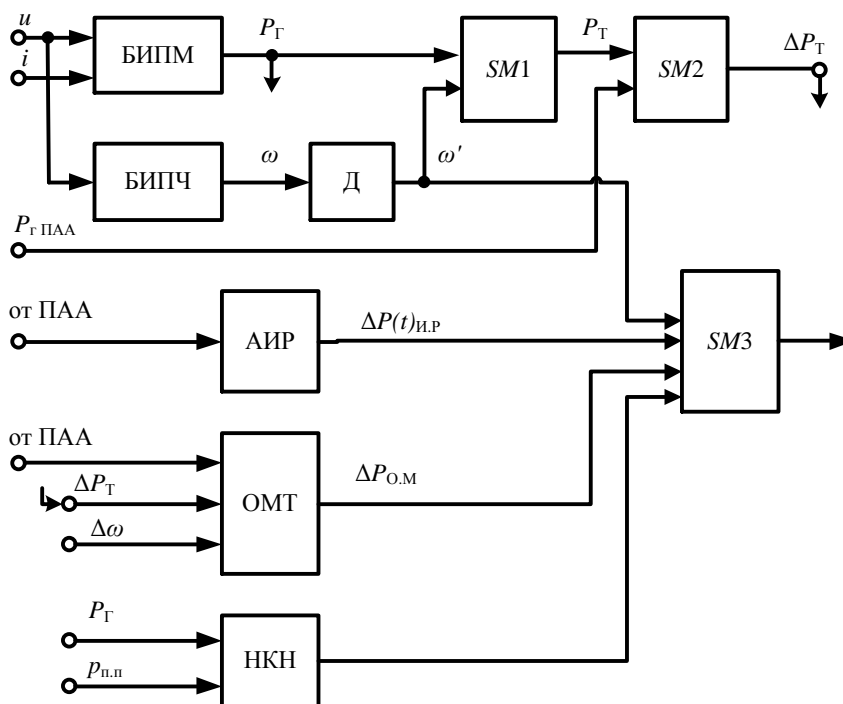 u
БИПМ
P_Г
SM1
P_Т
SM2
ΔP_Т
i
БИПЧ
ω
Д
ω'
P_г ПАА
от ПАА
АИР
ΔP(t)_И.Р
SM3
от ПАА
ΔP_Т
ОМТ
ΔP_О.М
Δω
P_Г
НКН
p_п.п